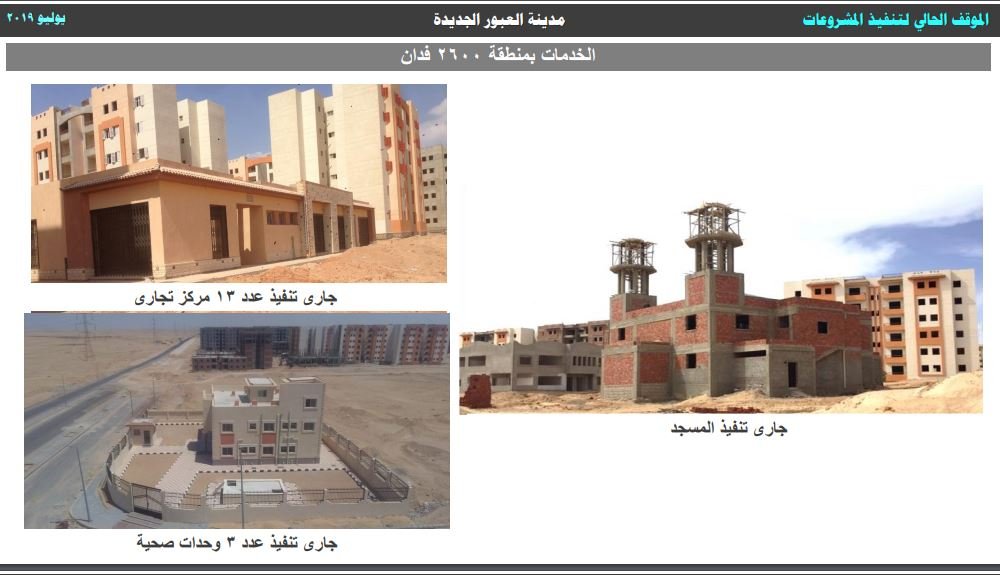 الموقف الحالي لتنفيذ المشروعات
مدينة العبور الجديدة
يوليو ٢٠١٩
الخدمات بمنطقة ٢٦٠٠ فدان
جارى تنفيذ عدد ١٣ مركز تجارى
جارى تنفيذ المسجد
جارى تنفيذ عدد ٣ وحدات صحية